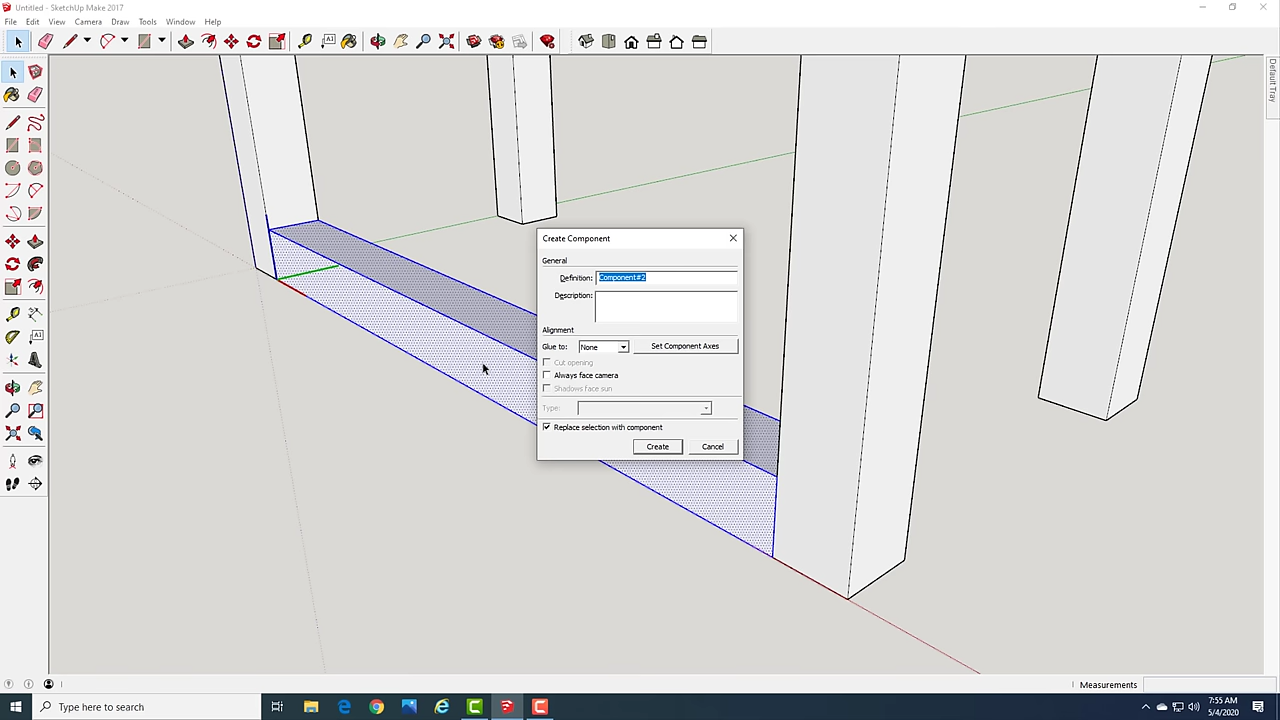 Untitled - SketchUp Make 2017
File Edit View Camera Draw Tools Window Help
Default Tray
Create Component
General
Definition: Component#2
Description:
Alignment
Glue to: None Set Component Axes
Cut opening
Always face camera
Shadows face sun
Type:
Replace selection with component
Create Cancel
Measurements
Type here to search
7:55 AM
5/4/2020